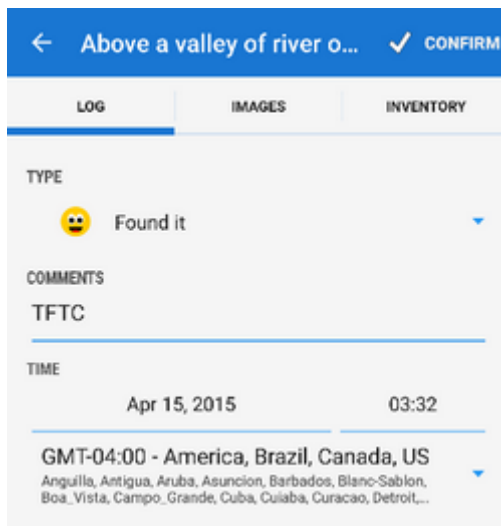 Above a valley of river o... CONFIRM
LOG IMAGES INVENTORY
TYPE
Found it
COMMENTS
TFTC
TIME
Apr 15, 2015 03:32
GMT-04:00 - America, Brazil, Canada, US
Anguilla, Antigua, Aruba, Asuncion, Barbados, Blanc-Sablon,
Boa_Vista, Campo_Grande, Cuba, Cuiaba, Curacao, Detroit,...